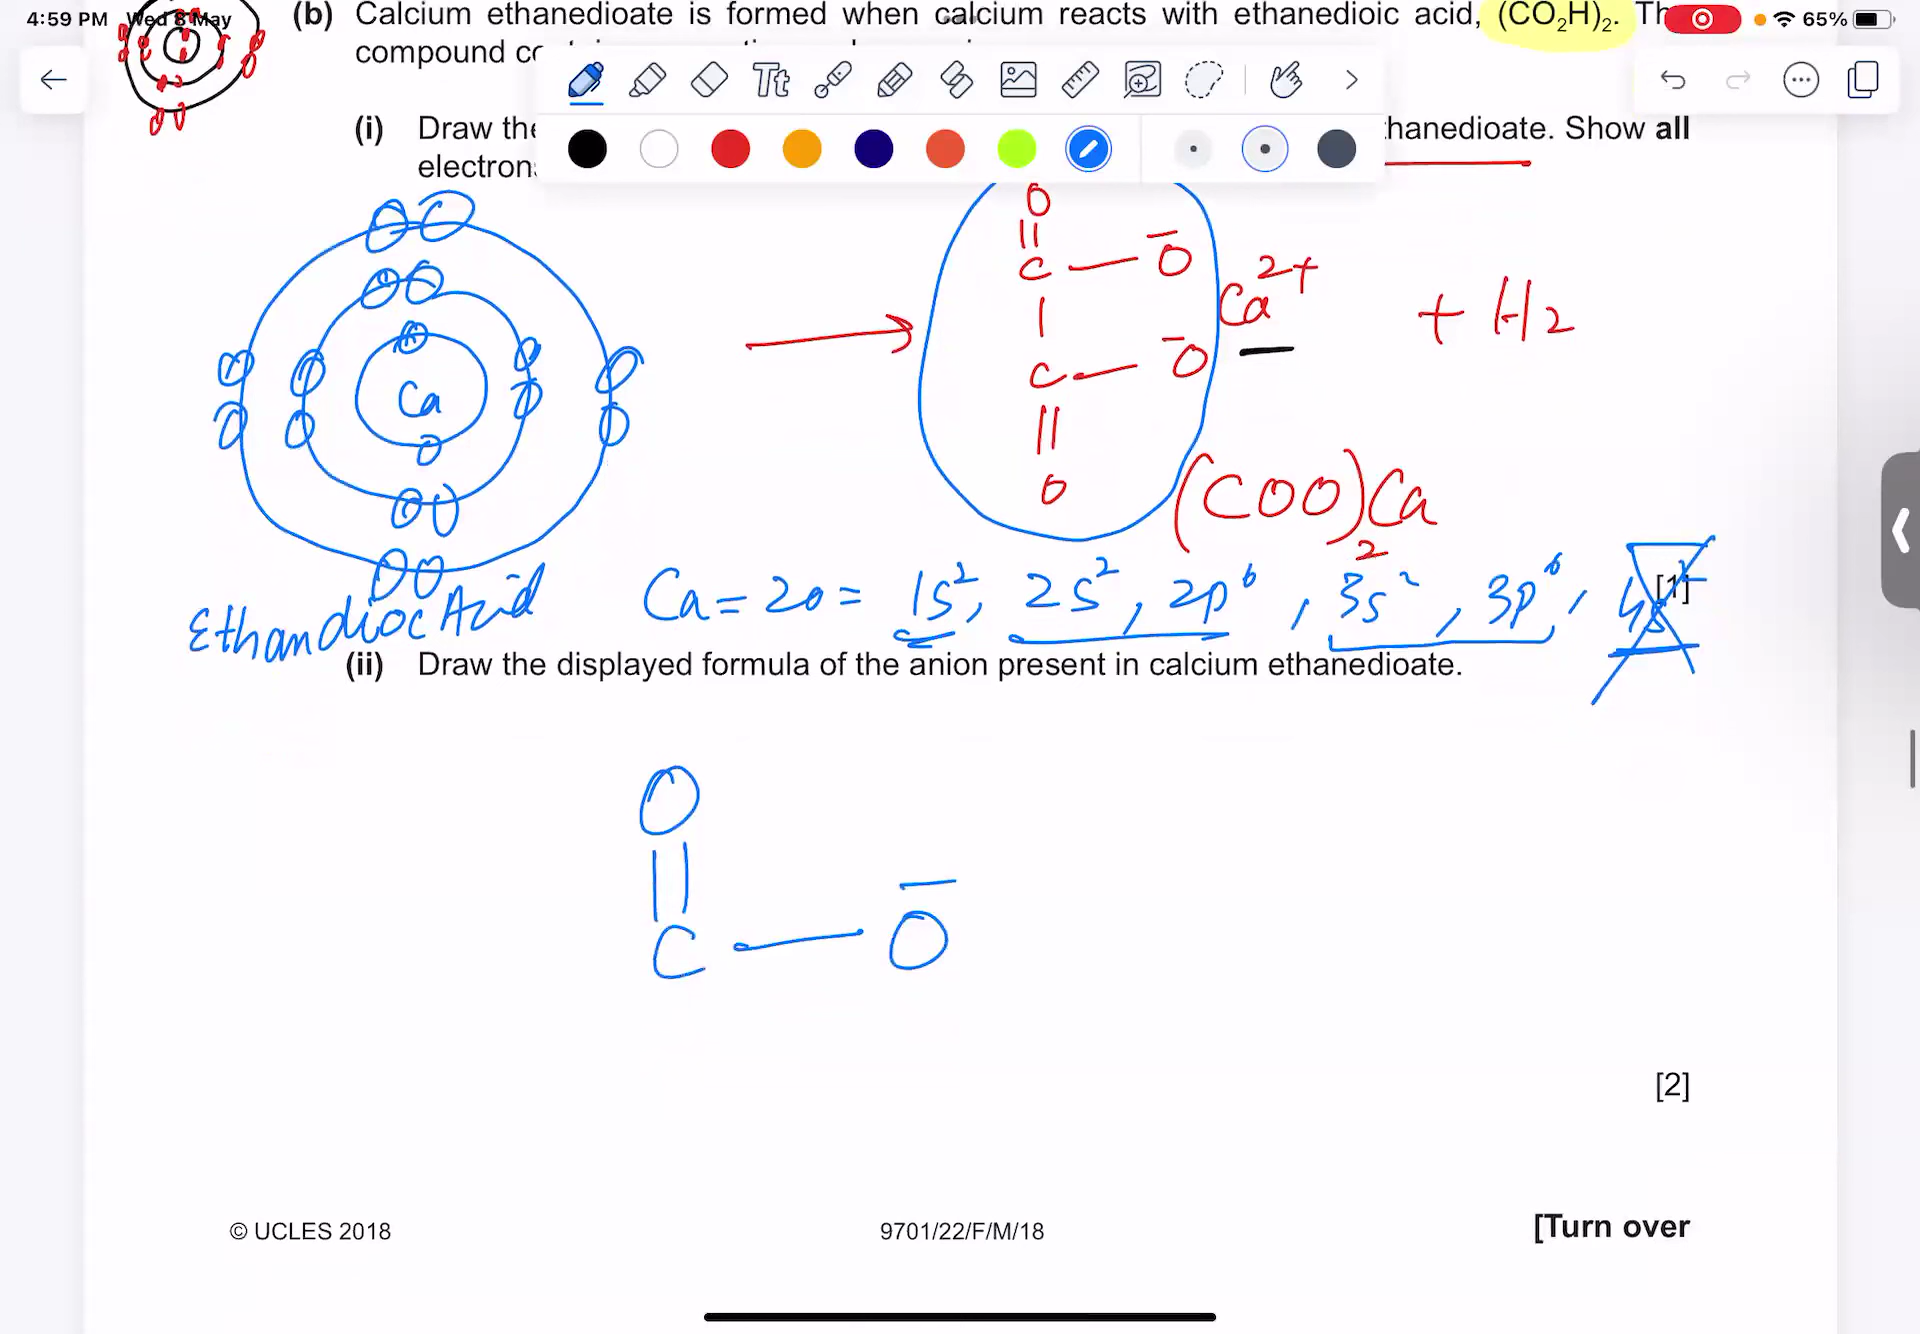 4:59 PM Wed 8 May
65%
(b) Calcium ethanedioate is formed when calcium reacts with ethanedioic acid, (CO₂H)₂. Th
compound
Tt
(i) Draw the hanedioate. Show all
electron
O
||
C — O⁻
|
C — O⁻
||
O
Ca²⁺ + H₂
(COO)₂Ca
Ca
Ethandioc Acid
Ca = 20 = 1s², 2s², 2p⁶, 3s², 3p⁶, 4s
[1]
(ii) Draw the displayed formula of the anion present in calcium ethanedioate.
O
||
C — O⁻
[2]
© UCLES 2018 9701/22/F/M/18 [Turn over